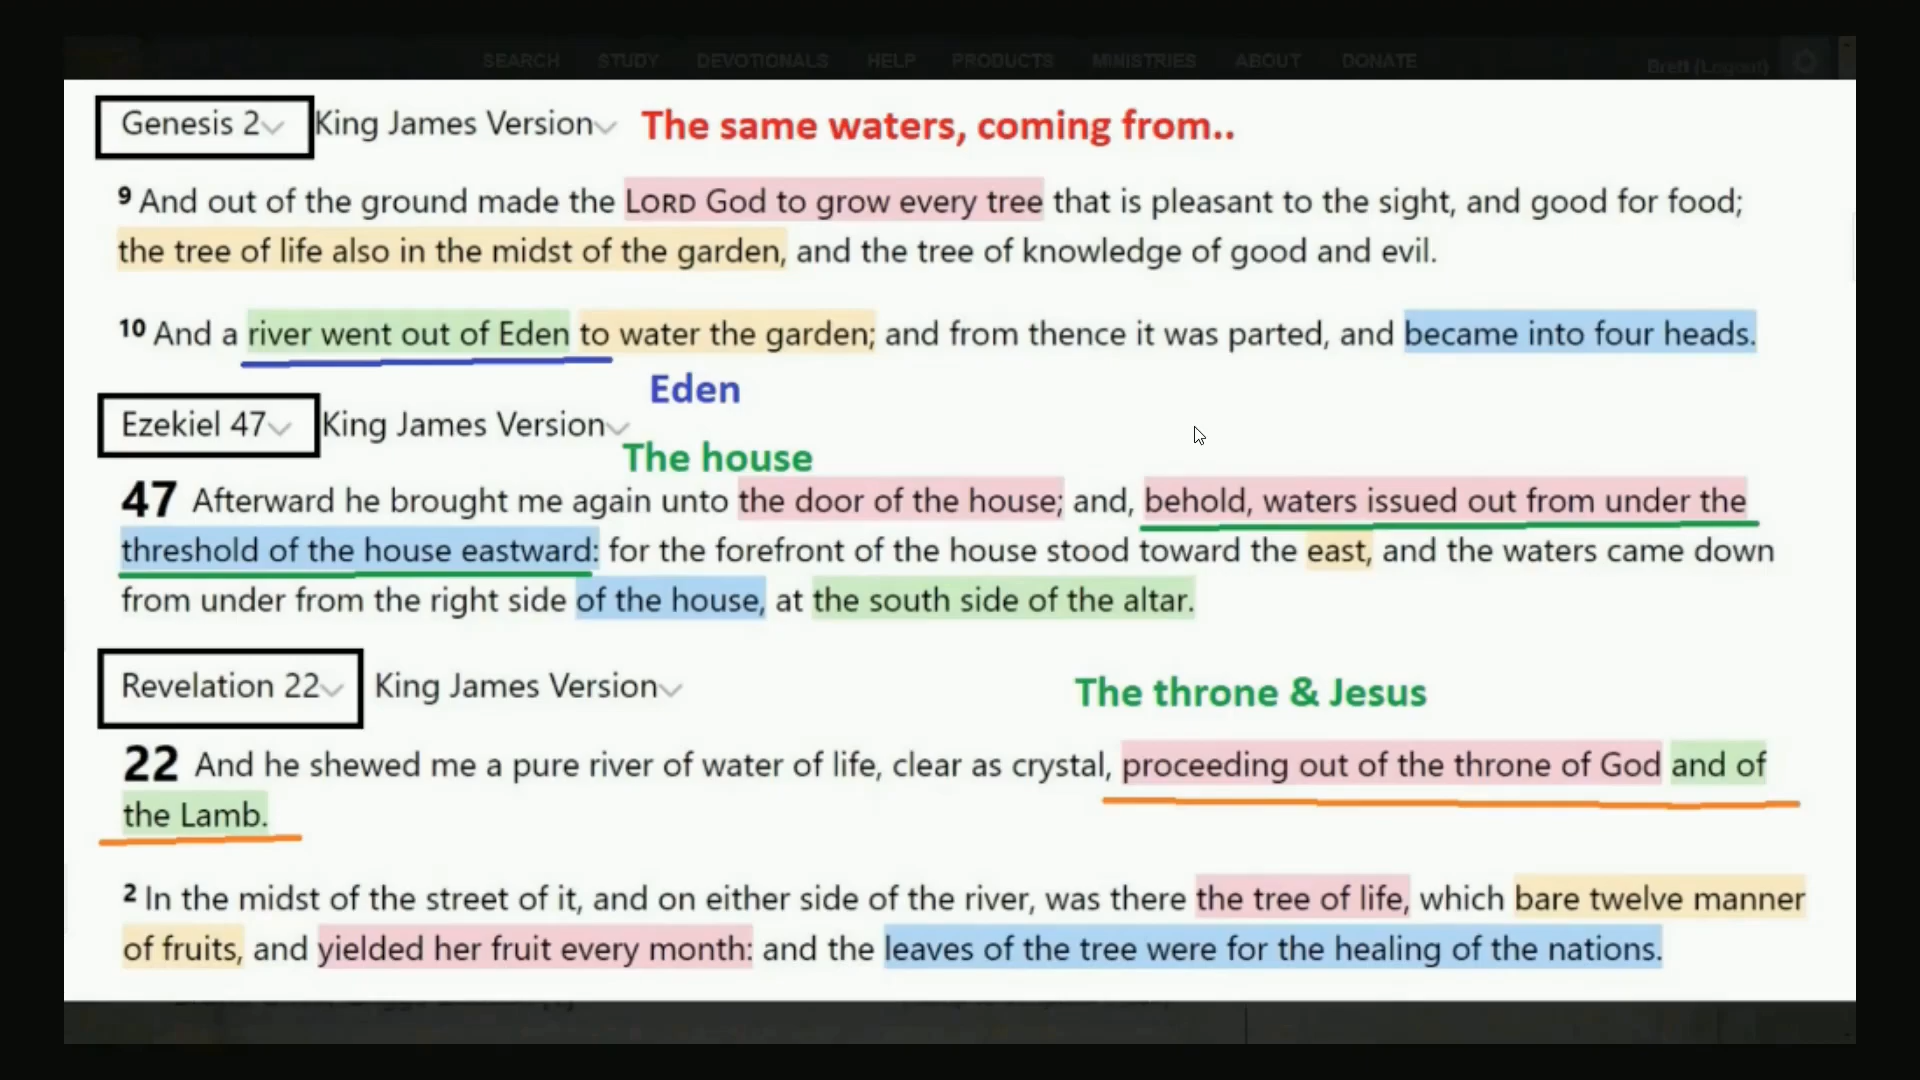 SEARCH STUDY DEVOTIONALS HELP PRODUCTS MINISTRIES ABOUT DONATE Brett (Logout)
Genesis 2 King James Version The same waters, coming from..
9 And out of the ground made the LORD God to grow every tree that is pleasant to the sight, and good for food;
the tree of life also in the midst of the garden, and the tree of knowledge of good and evil.
10 And a river went out of Eden to water the garden; and from thence it was parted, and became into four heads.
Eden
Ezekiel 47 King James Version
The house
47 Afterward he brought me again unto the door of the house; and, behold, waters issued out from under the
threshold of the house eastward: for the forefront of the house stood toward the east, and the waters came down
from under from the right side of the house, at the south side of the altar.
Revelation 22 King James Version The throne & Jesus
22 And he shewed me a pure river of water of life, clear as crystal, proceeding out of the throne of God and of
the Lamb.
2 In the midst of the street of it, and on either side of the river, was there the tree of life, which bare twelve manner
of fruits, and yielded her fruit every month: and the leaves of the tree were for the healing of the nations.